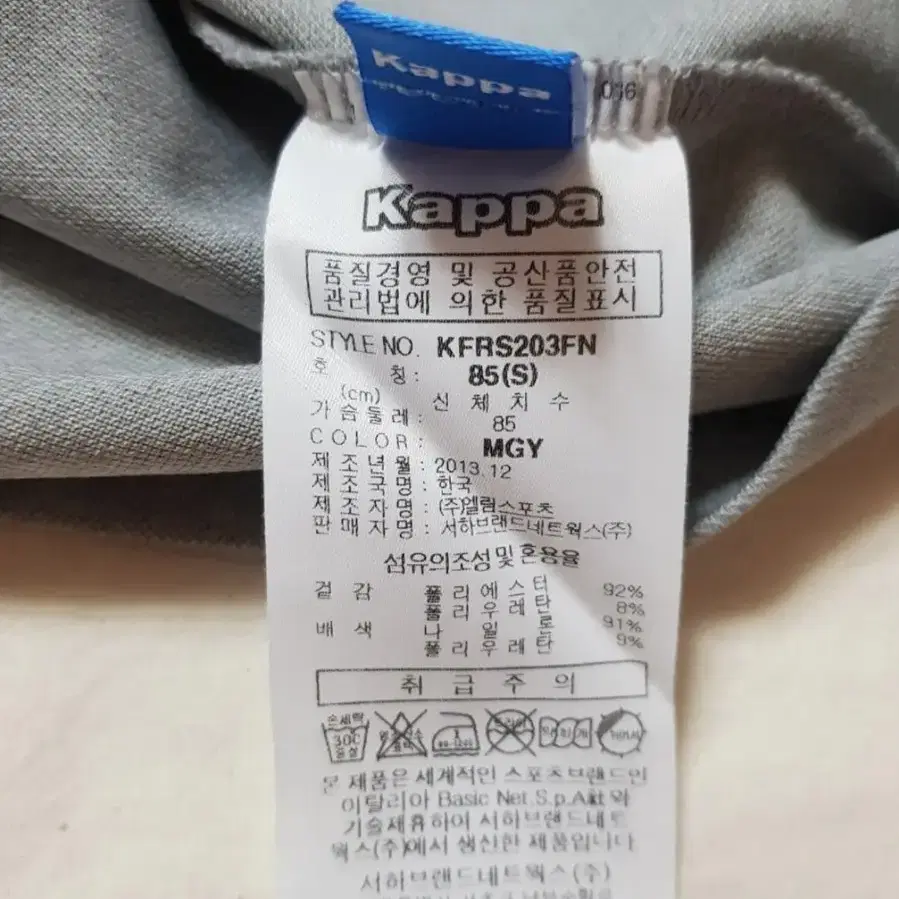 Kappa
036
Kappa
품질경영 및 공산품안전
관리법에 의한 품질표시
STYLE NO. KFRS203FN
호 칭 : 85(S)
(cm) 신 체 치 수
가슴둘레 : 85
COLOR : MGY
제조년월 : 2013.12
제조국명 : 한국
제조자명 : (주)엘림스포츠
판매자명 : 서하브랜드네트웍스(주)
섬유의조성및혼용율
겉 감 폴리에스터 92%
폴리우레탄 8%
배 색 나 일 론 91%
폴리우레탄 9%
취 급 주 의
손세탁
30C
드라이
본 제품은 세계적인 스포츠브랜드인
이탈리아 Basic Net.S.p.A社와
기술제휴하이 서하브랜드네트
웍스(주)에서 생산한 제품입니다.
서하브랜드네트웍스(주)